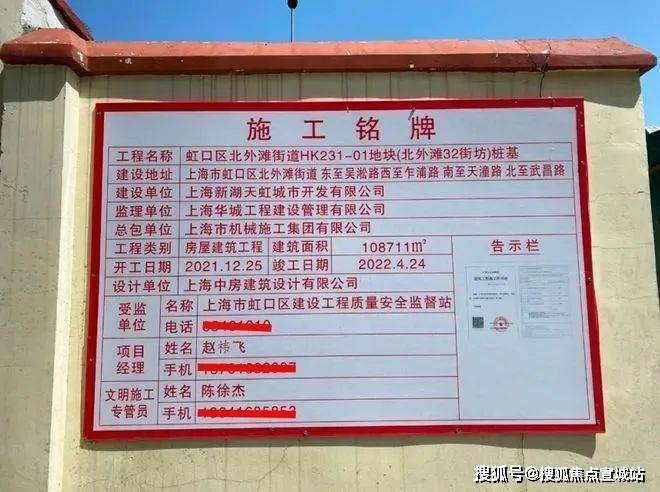 施工铭牌
工程名称 虹口区北外滩街道HK231-01地块(北外滩32街坊)桩基
建设地址 上海市虹口区北外滩街道 东至吴淞路西至乍浦路 南至天潼路 北至武昌路
建设单位 上海新湖天虹城市开发有限公司
监理单位 上海华城工程建设管理有限公司
总包单位 上海市机械施工集团有限公司
工程类别 房屋建筑工程 建筑面积 108711㎡ 告示栏
开工日期 2021.12.25 竣工日期 2022.4.24
设计单位 上海中房建筑设计有限公司
受监单位 名称 上海市虹口区建设工程质量安全监督站
电话
项目经理 姓名 赵祎飞
手机
文明施工专管员 姓名 陈徐杰
手机
搜狐号@搜狐焦点宣城站